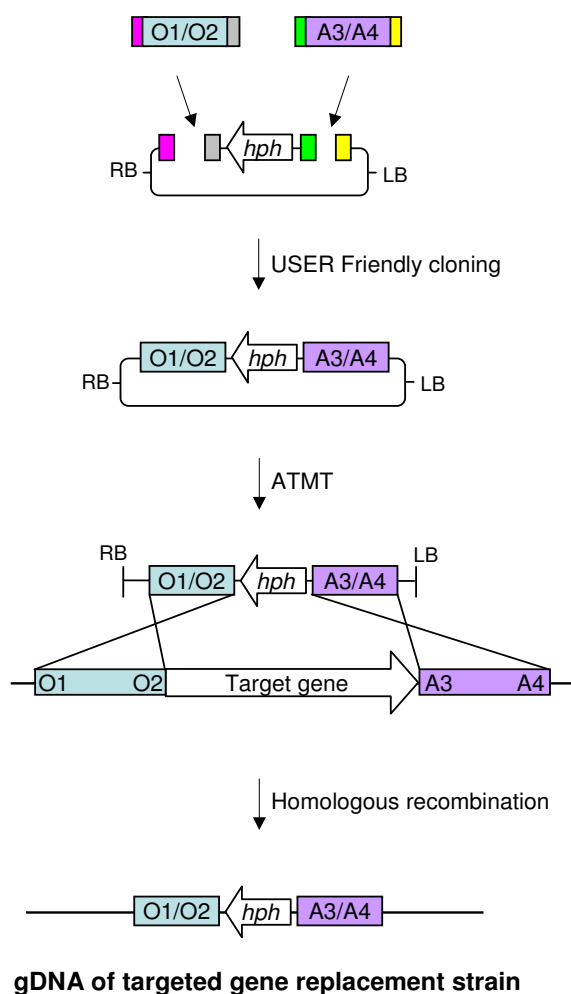 O1/O2 A3/A4
hph
RB LB
USER Friendly cloning
O1/O2 hph A3/A4
RB LB
ATMT
RB LB
O1/O2 hph A3/A4
O1 O2 Target gene A3 A4
Homologous recombination
O1/O2 hph A3/A4
gDNA of targeted gene replacement strain